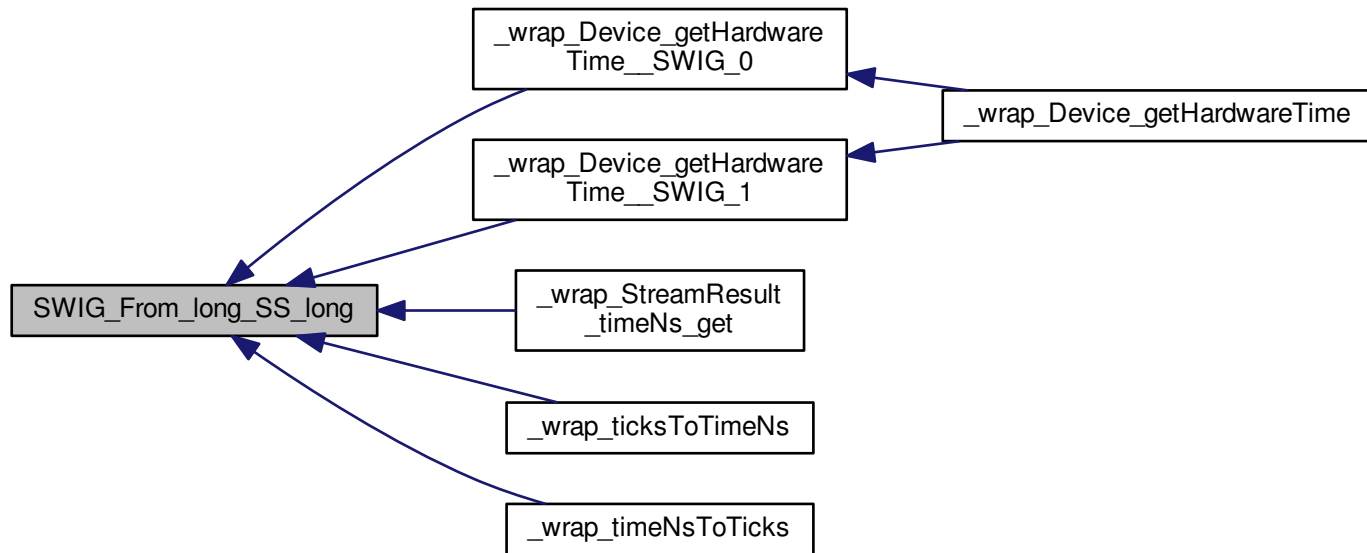 _wrap_Device_getHardware
Time__SWIG_0
_wrap_Device_getHardwareTime
_wrap_Device_getHardware
Time__SWIG_1
SWIG_From_long_SS_long
_wrap_StreamResult
_timeNs_get
_wrap_ticksToTimeNs
_wrap_timeNsToTicks